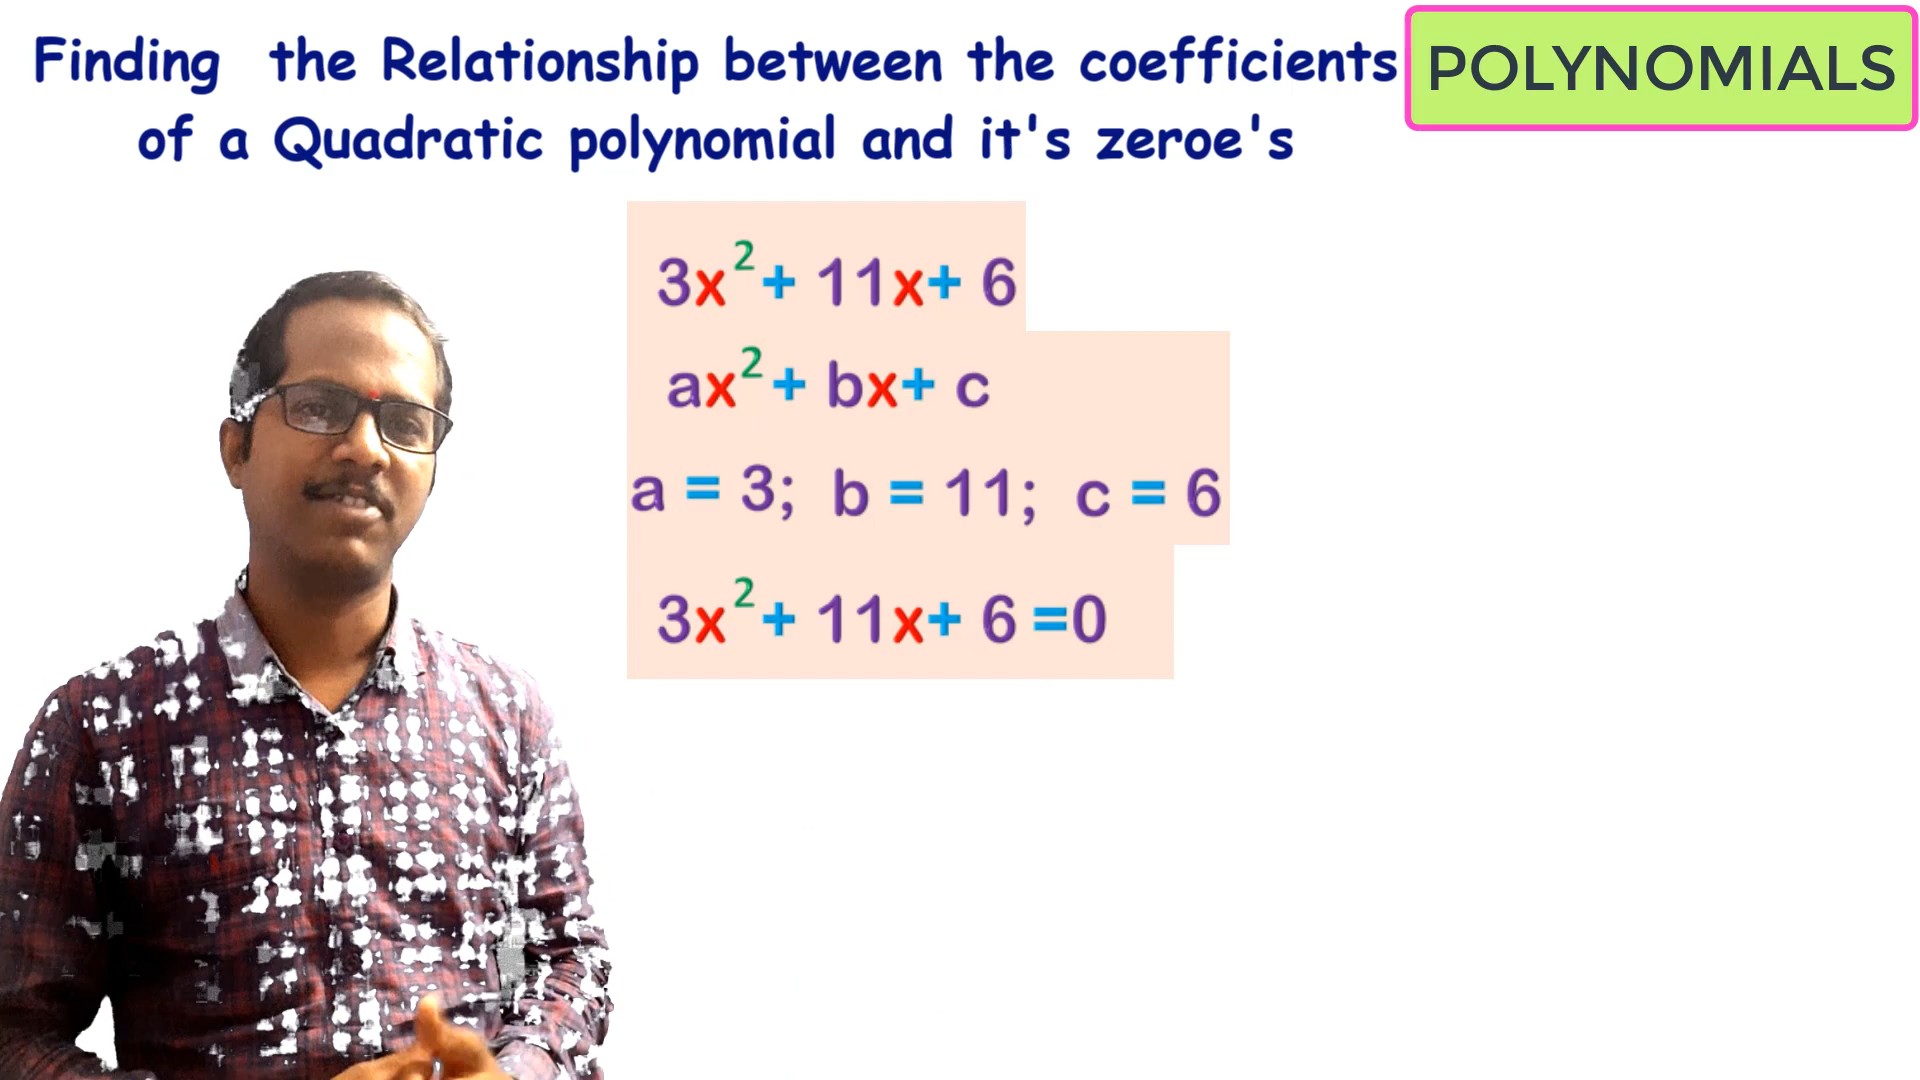 Finding the Relationship between the coefficients
of a Quadratic polynomial and it's zeroe's
POLYNOMIALS
3x²+ 11x+ 6
ax²+ bx+ c
a = 3; b = 11; c = 6
3x²+ 11x+ 6 =0